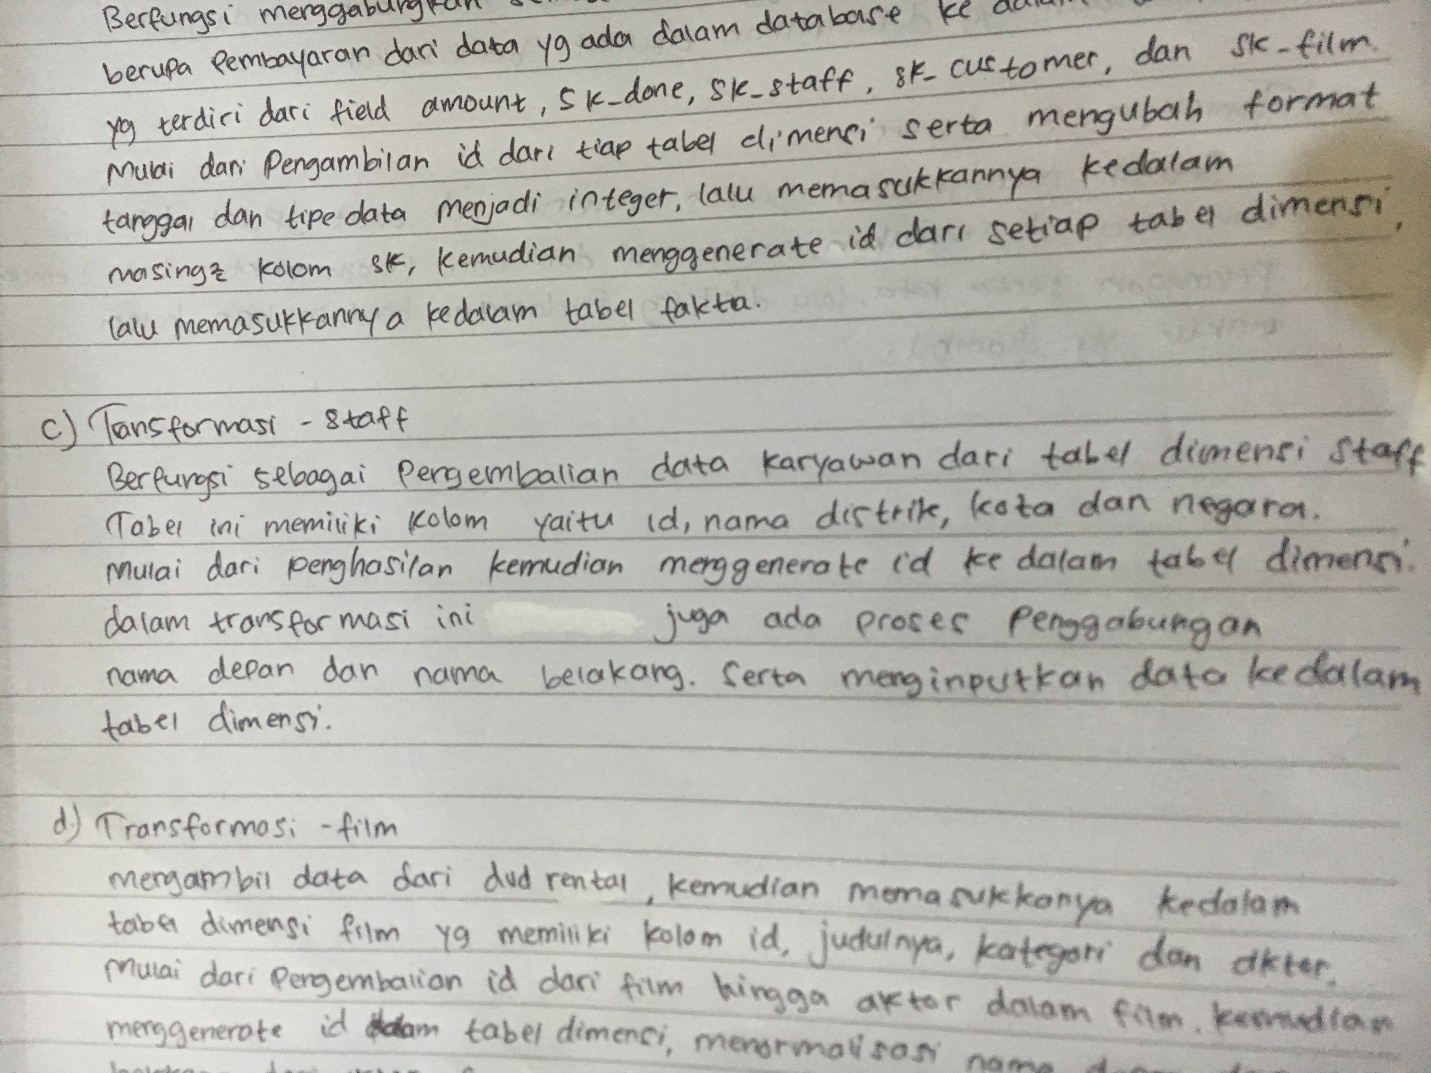 Berfungsi menggabungkan
berupa Pembayaran dari data yg ada dalam database ke
yg terdiri dari field amount, sk_done, sk_staff, sk_customer, dan sk-film.
Mulai dari Pengambilan id dari tiap tabel dimensi serta mengubah format
tanggal dan tipe data menjadi integer, lalu memasukkannya kedalam
masing2 kolom sk, kemudian menggenerate id dari setiap tabel dimensi,
lalu memasukkannya kedalam tabel fakta.
c) Tansformasi - staff
Berfungsi sebagai Pengembalian data karyawan dari tabel dimensi staff
Tabel ini memiliki kolom yaitu id, nama distrik, kota dan negara.
Mulai dari penghasilan kemudian menggenerate id ke dalam tabel dimensi.
dalam transformasi ini juga ada proses Penggabungan
nama depan dan nama belakang. Serta menginputkan data kedalam
tabel dimensi.
d.) Transformasi - film
mengambil data dari dvd rental, kemudian memasukkanya kedalam
tabel dimensi film yg memiliki kolom id, judulnya, kategori dan akter.
Mulai dari Pengembalian id dari film hingga aktor dalam film. kemudian
menggenerate id dalam tabel dimensi, menormalisasi nama